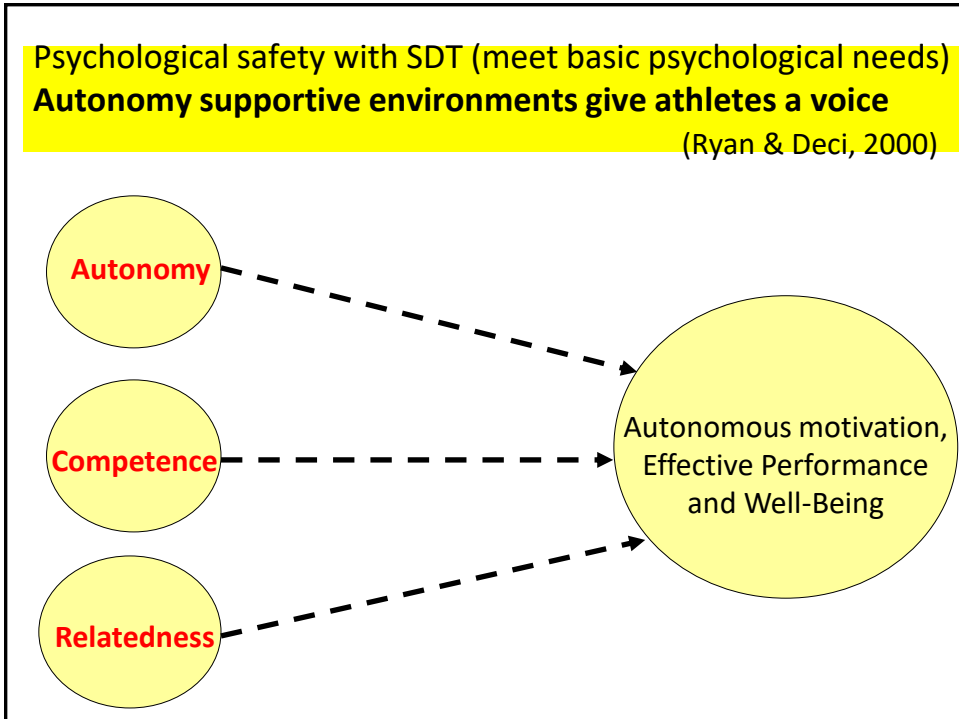 Psychological safety with SDT (meet basic psychological needs)
Autonomy supportive environments give athletes a voice
(Ryan & Deci, 2000)
Autonomy
Competence
Relatedness
Autonomous motivation,
Effective Performance
and Well-Being